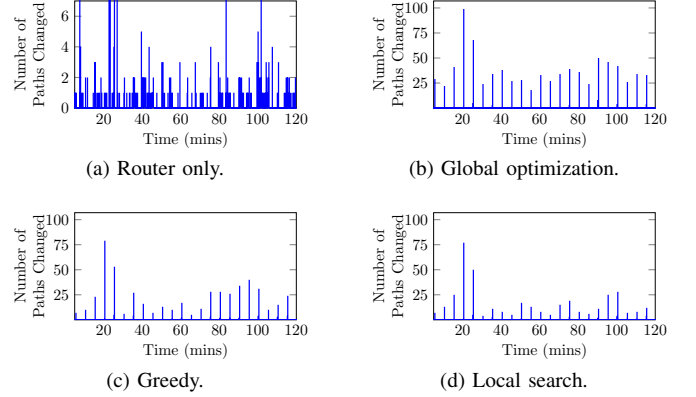 Number of
Paths Changed
6
4
2
0
20 40 60 80 100 120
Time (mins)
(a) Router only.
Number of
Paths Changed
100
75
50
25
20 40 60 80 100 120
Time (mins)
(b) Global optimization.
Number of
Paths Changed
100
75
50
25
20 40 60 80 100 120
Time (mins)
(c) Greedy.
Number of
Paths Changed
100
75
50
25
20 40 60 80 100 120
Time (mins)
(d) Local search.